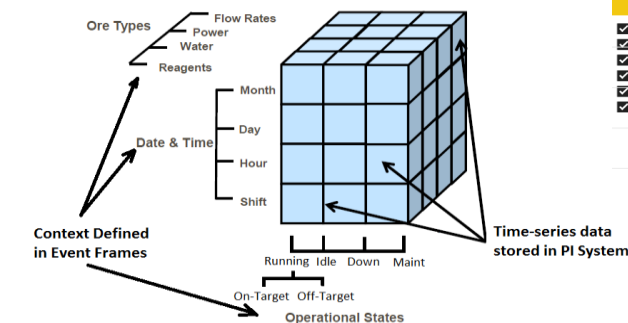 Flow Rates
Ore Types
Power
Water
Reagents
Month
Day
Date & Time
Hour
Shift
Context Defined
in Event Frames
Time-series data
stored in PI System
Running Idle Down Maint
On-Target Off-Target
Operational States